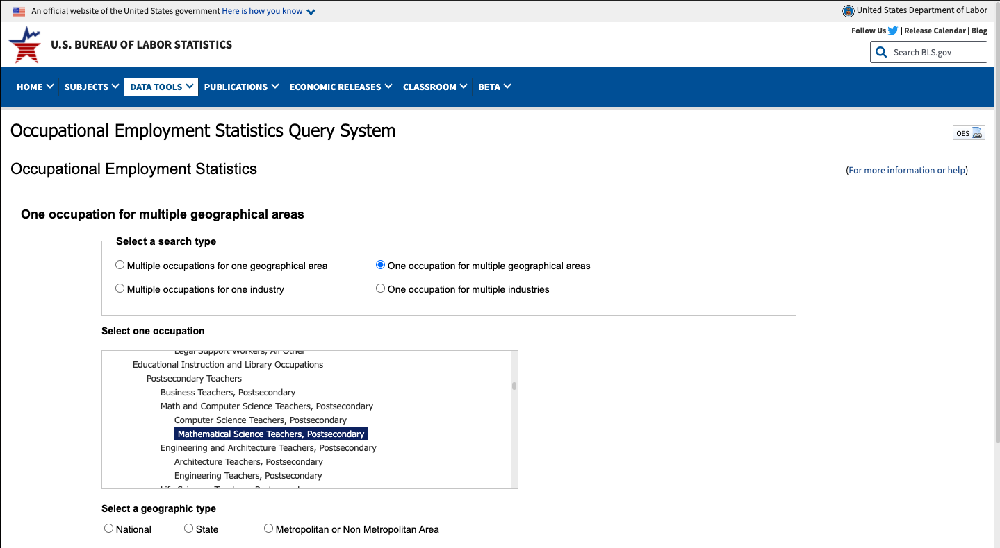 An official website of the United States government Here is how you know
United States Department of Labor
Follow Us | Release Calendar | Blog
U.S. BUREAU OF LABOR STATISTICS
Search BLS.gov
HOME SUBJECTS DATA TOOLS PUBLICATIONS ECONOMIC RELEASES CLASSROOM BETA
Occupational Employment Statistics Query System
OES
Occupational Employment Statistics
(For more information or help)
One occupation for multiple geographical areas
Select a search type
Multiple occupations for one geographical area
One occupation for multiple geographical areas
Multiple occupations for one industry
One occupation for multiple industries
Select one occupation
Legal Support Workers, All Other
Educational Instruction and Library Occupations
Postsecondary Teachers
Business Teachers, Postsecondary
Math and Computer Science Teachers, Postsecondary
Computer Science Teachers, Postsecondary
Mathematical Science Teachers, Postsecondary
Engineering and Architecture Teachers, Postsecondary
Architecture Teachers, Postsecondary
Engineering Teachers, Postsecondary
Life Sciences Teachers, Postsecondary
Select a geographic type
National State Metropolitan or Non Metropolitan Area